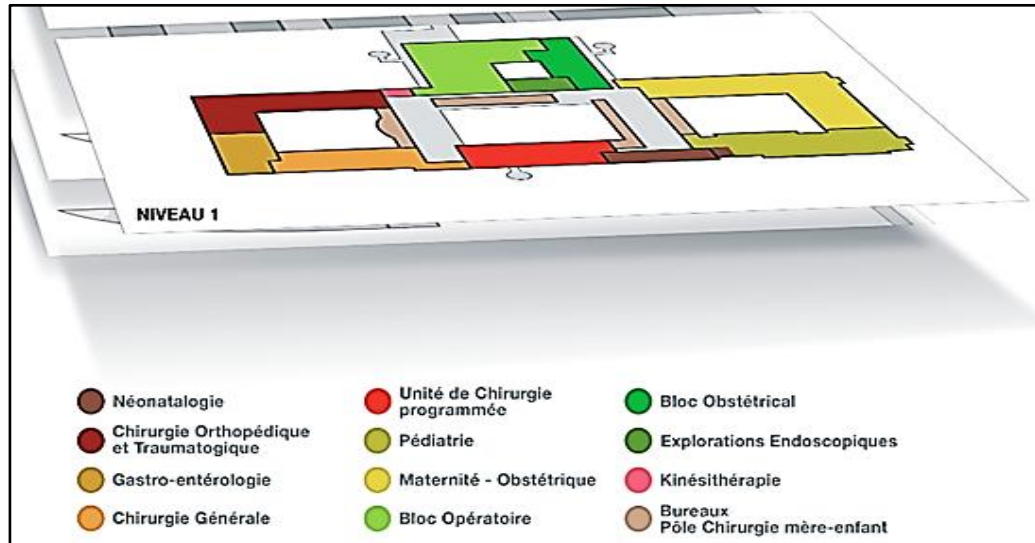 NIVEAU 1
Néonatalogie
Chirurgie Orthopédique
et Traumatogique
Gastro-entérologie
Chirurgie Générale
Unité de Chirurgie
programmée
Pédiatrie
Maternité - Obstétrique
Bloc Opératoire
Bloc Obstétrical
Explorations Endoscopiques
Kinésithérapie
Bureaux
Pôle Chirurgie mère-enfant